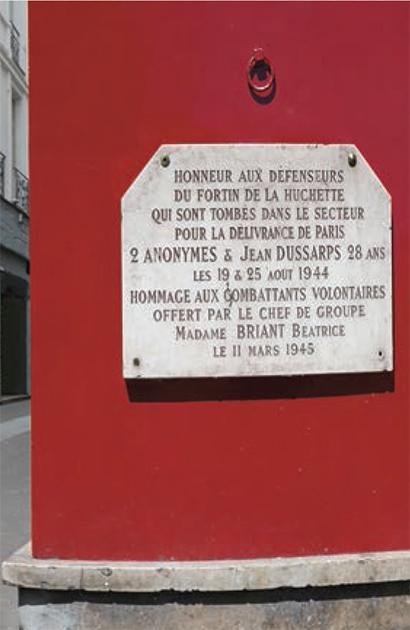 HONNEUR AUX DÉFENSEURS
DU FORTIN DE LA HUCHETTE
QUI SONT TOMBÉS DANS LE SECTEUR
POUR LA DÉLIVRANCE DE PARIS
2 ANONYMES & JEAN DUSSARPS 28 ANS
LES 19 & 25 AOUT 1944
HOMMAGE AUX COMBATTANTS VOLONTAIRES
OFFERT PAR LE CHEF DE GROUPE
MADAME BRIANT BÉATRICE
LE 11 MARS 1945